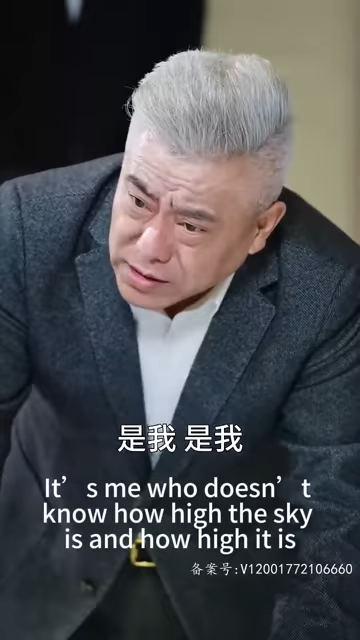 是我 是我
It’s me who doesn’t
know how high the sky
is and how high it is
备案号:V12001772106660